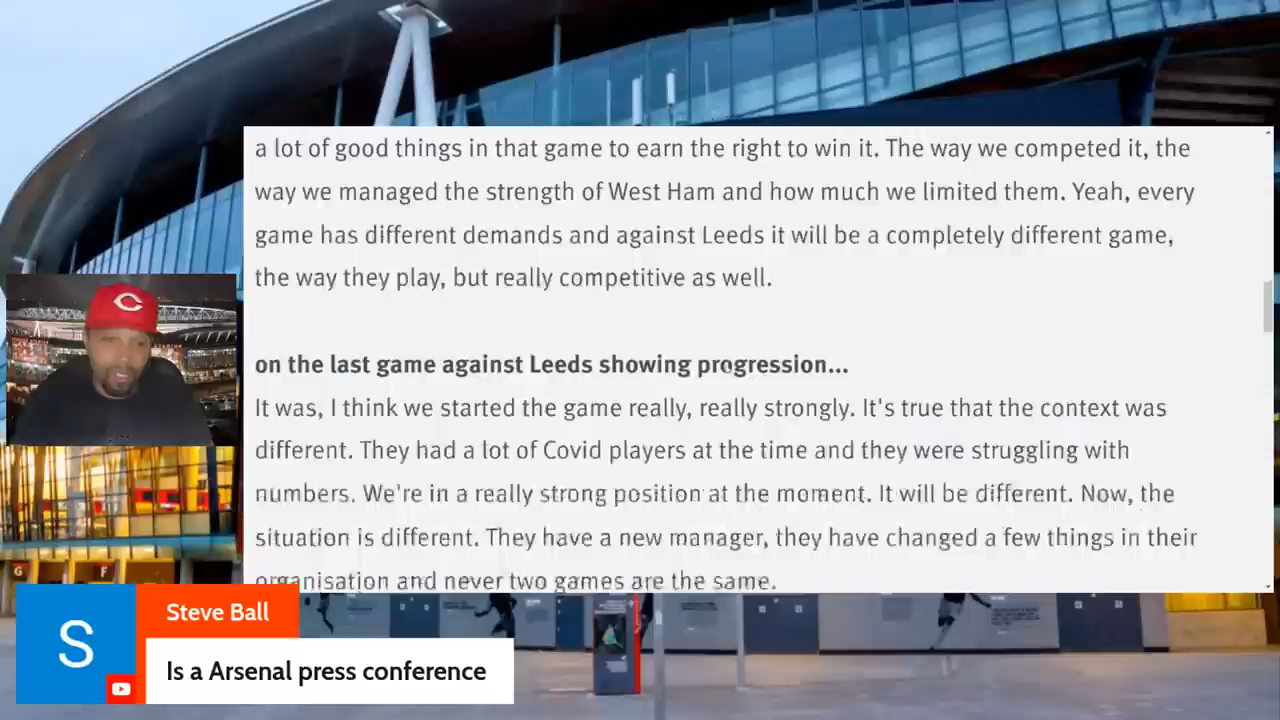 a lot of good things in that game to earn the right to win it. The way we competed it, the
way we managed the strength of West Ham and how much we limited them. Yeah, every
game has different demands and against Leeds it will be a completely different game,
the way they play, but really competitive as well.
on the last game against Leeds showing progression...
It was, I think we started the game really, really strongly. It's true that the context was
different. They had a lot of Covid players at the time and they were struggling with
numbers. We're in a really strong position at the moment. It will be different. Now, the
situation is different. They have a new manager, they have changed a few things in their
organisation and never two games are the same.
C
G F
S
Steve Ball
Is a Arsenal press conference